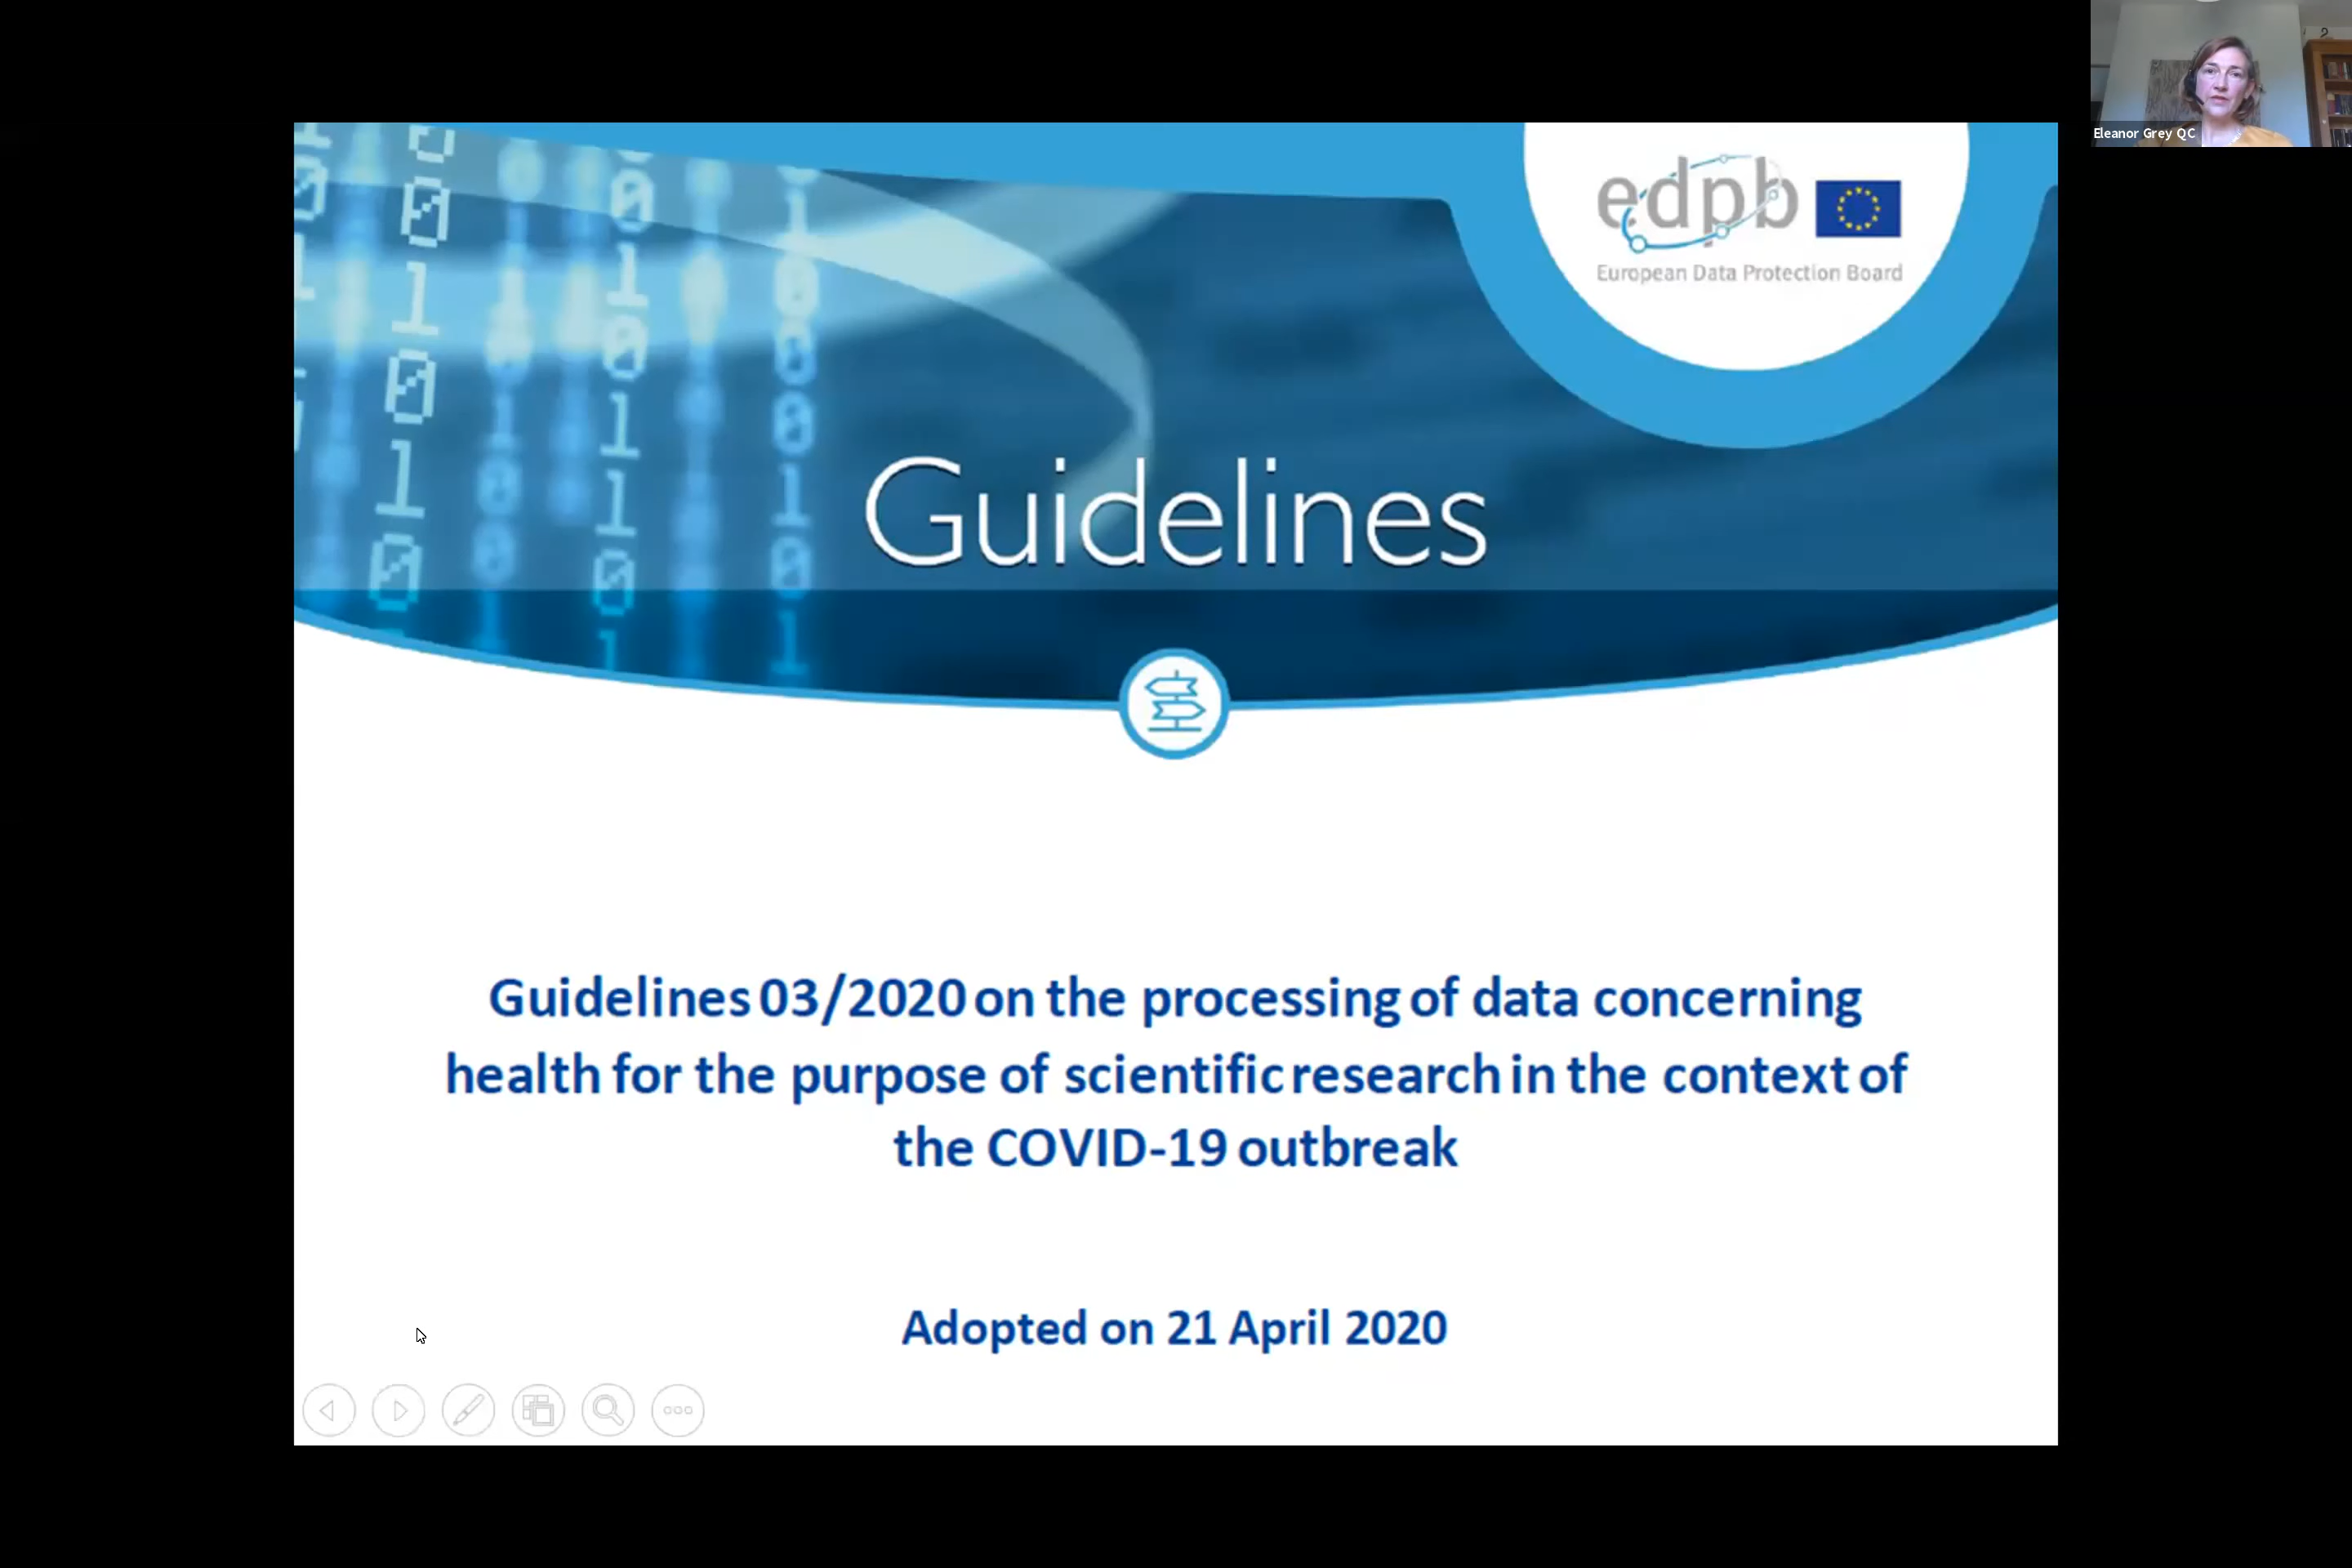 Eleanor Grey QC
edpb
European Data Protection Board
Guidelines
Guidelines 03/2020 on the processing of data concerning
health for the purpose of scientific research in the context of
the COVID-19 outbreak
Adopted on 21 April 2020